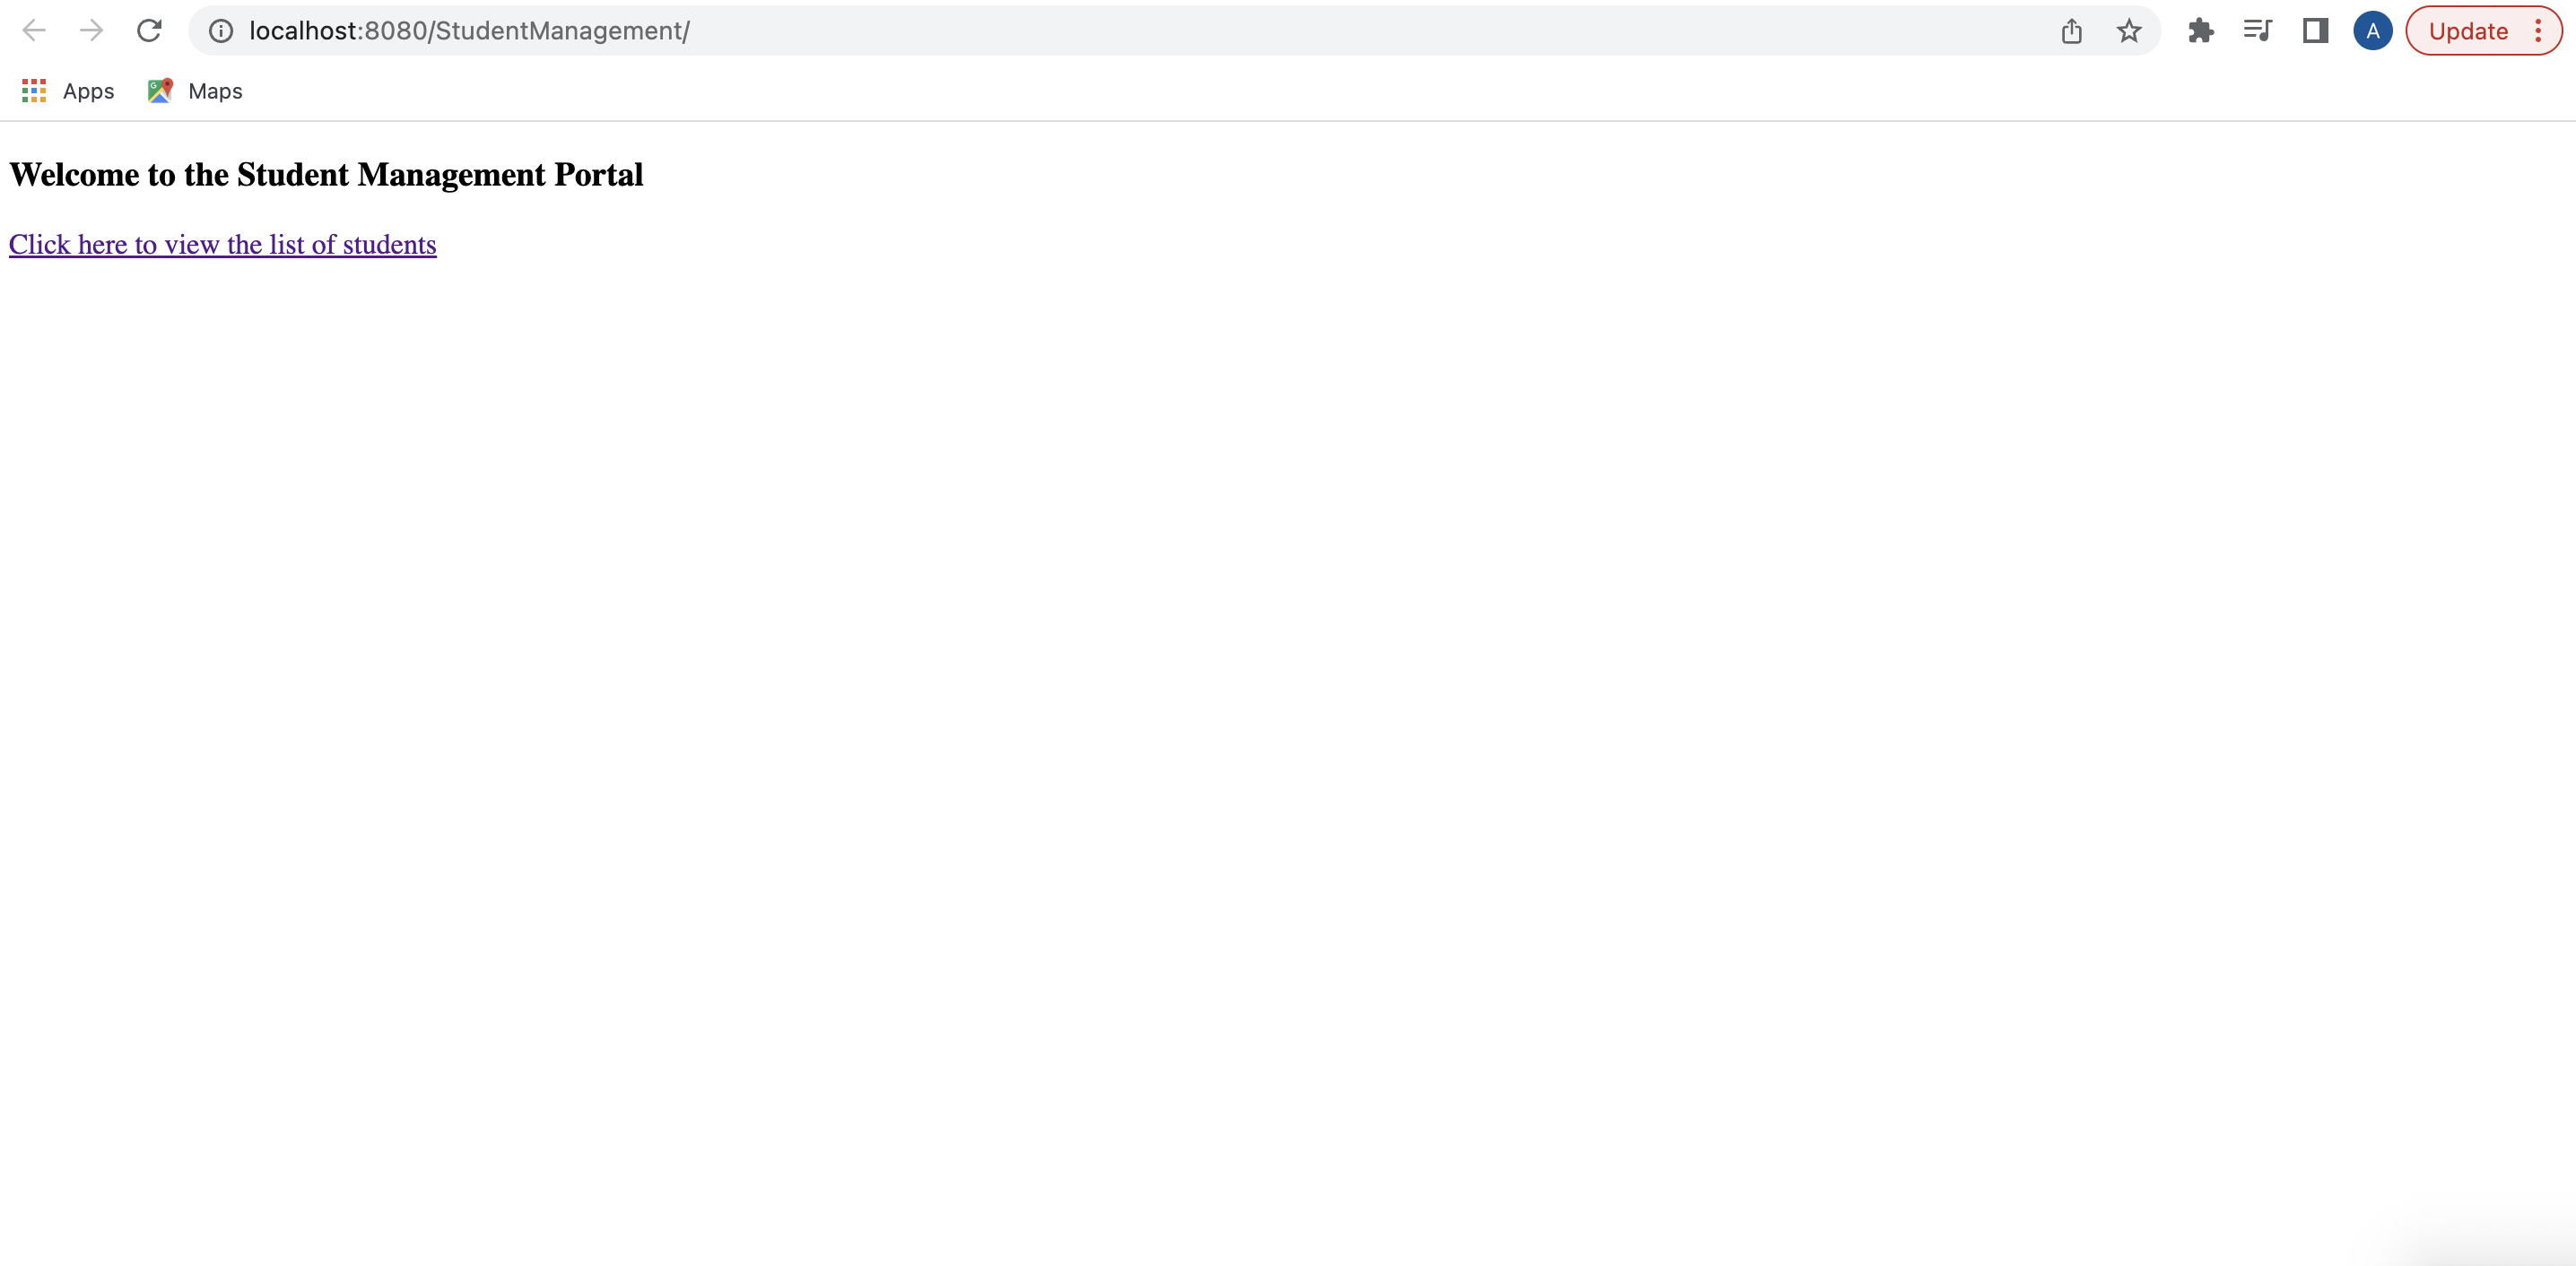 localhost:8080/StudentManagement/
A
Update
Apps
Maps
Welcome to the Student Management Portal
Click here to view the list of students